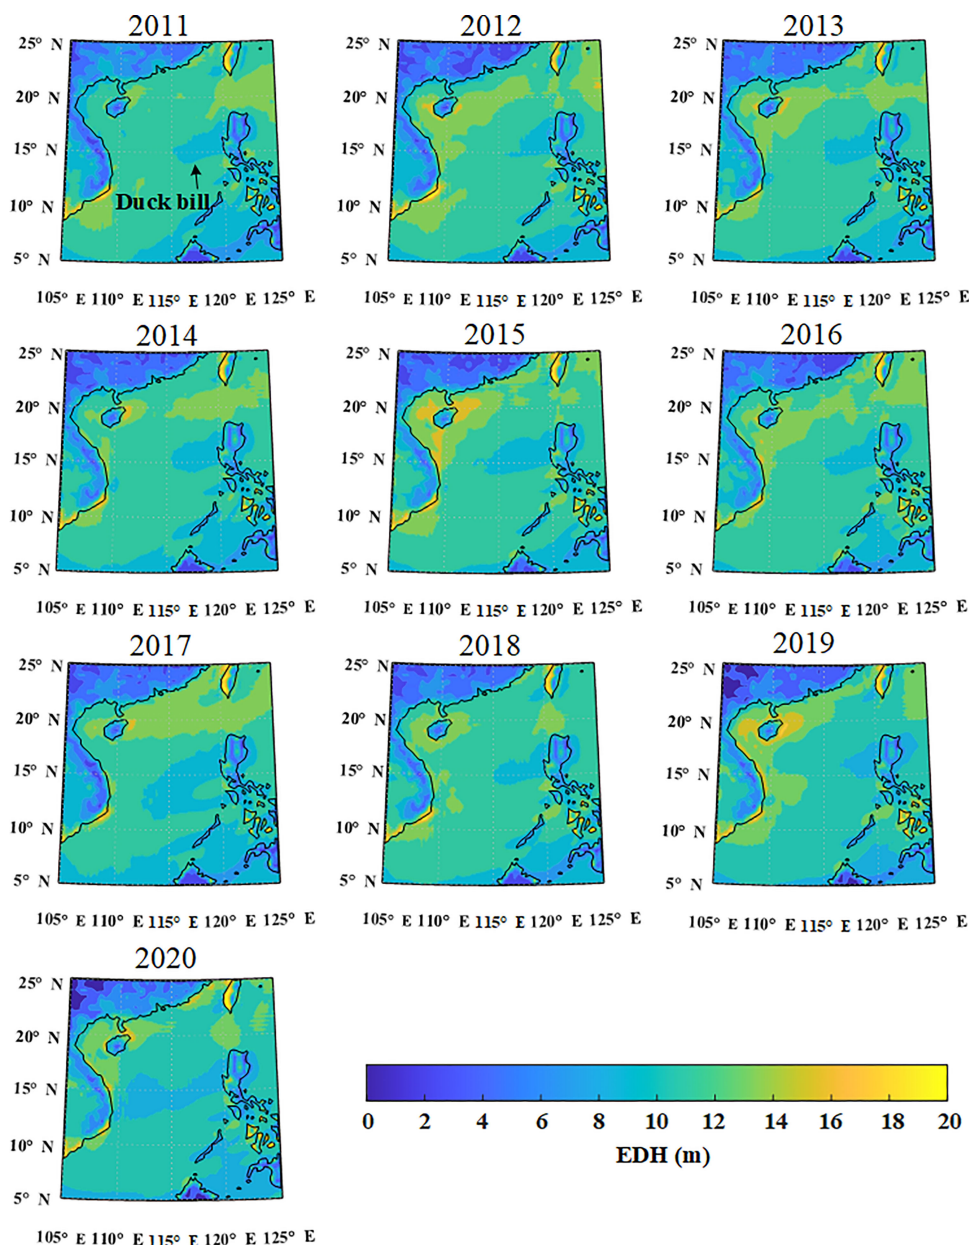 2011 2012 2013
25° N 25° N 25° N
20° N 20° N 20° N
15° N 15° N 15° N
Duck bill
10° N 10° N 10° N
5° N 5° N 5° N
105° E 110° E 115° E 120° E 125° E 105° E 110° E 115° E 120° E 125° E 105° E 110° E 115° E 120° E 125° E
2014 2015 2016
25° N 25° N 25° N
20° N 20° N 20° N
15° N 15° N 15° N
10° N 10° N 10° N
5° N 5° N 5° N
105° E 110° E 115° E 120° E 125° E 105° E 110° E 115° E 120° E 125° E 105° E 110° E 115° E 120° E 125° E
2017 2018 2019
25° N 25° N 25° N
20° N 20° N 20° N
15° N 15° N 15° N
10° N 10° N 10° N
5° N 5° N 5° N
105° E 110° E 115° E 120° E 125° E 105° E 110° E 115° E 120° E 125° E 105° E 110° E 115° E 120° E 125° E
2020
25° N
20° N
15° N
10° N
5° N
105° E 110° E 115° E 120° E 125° E
0 2 4 6 8 10 12 14 16 18 20
EDH (m)